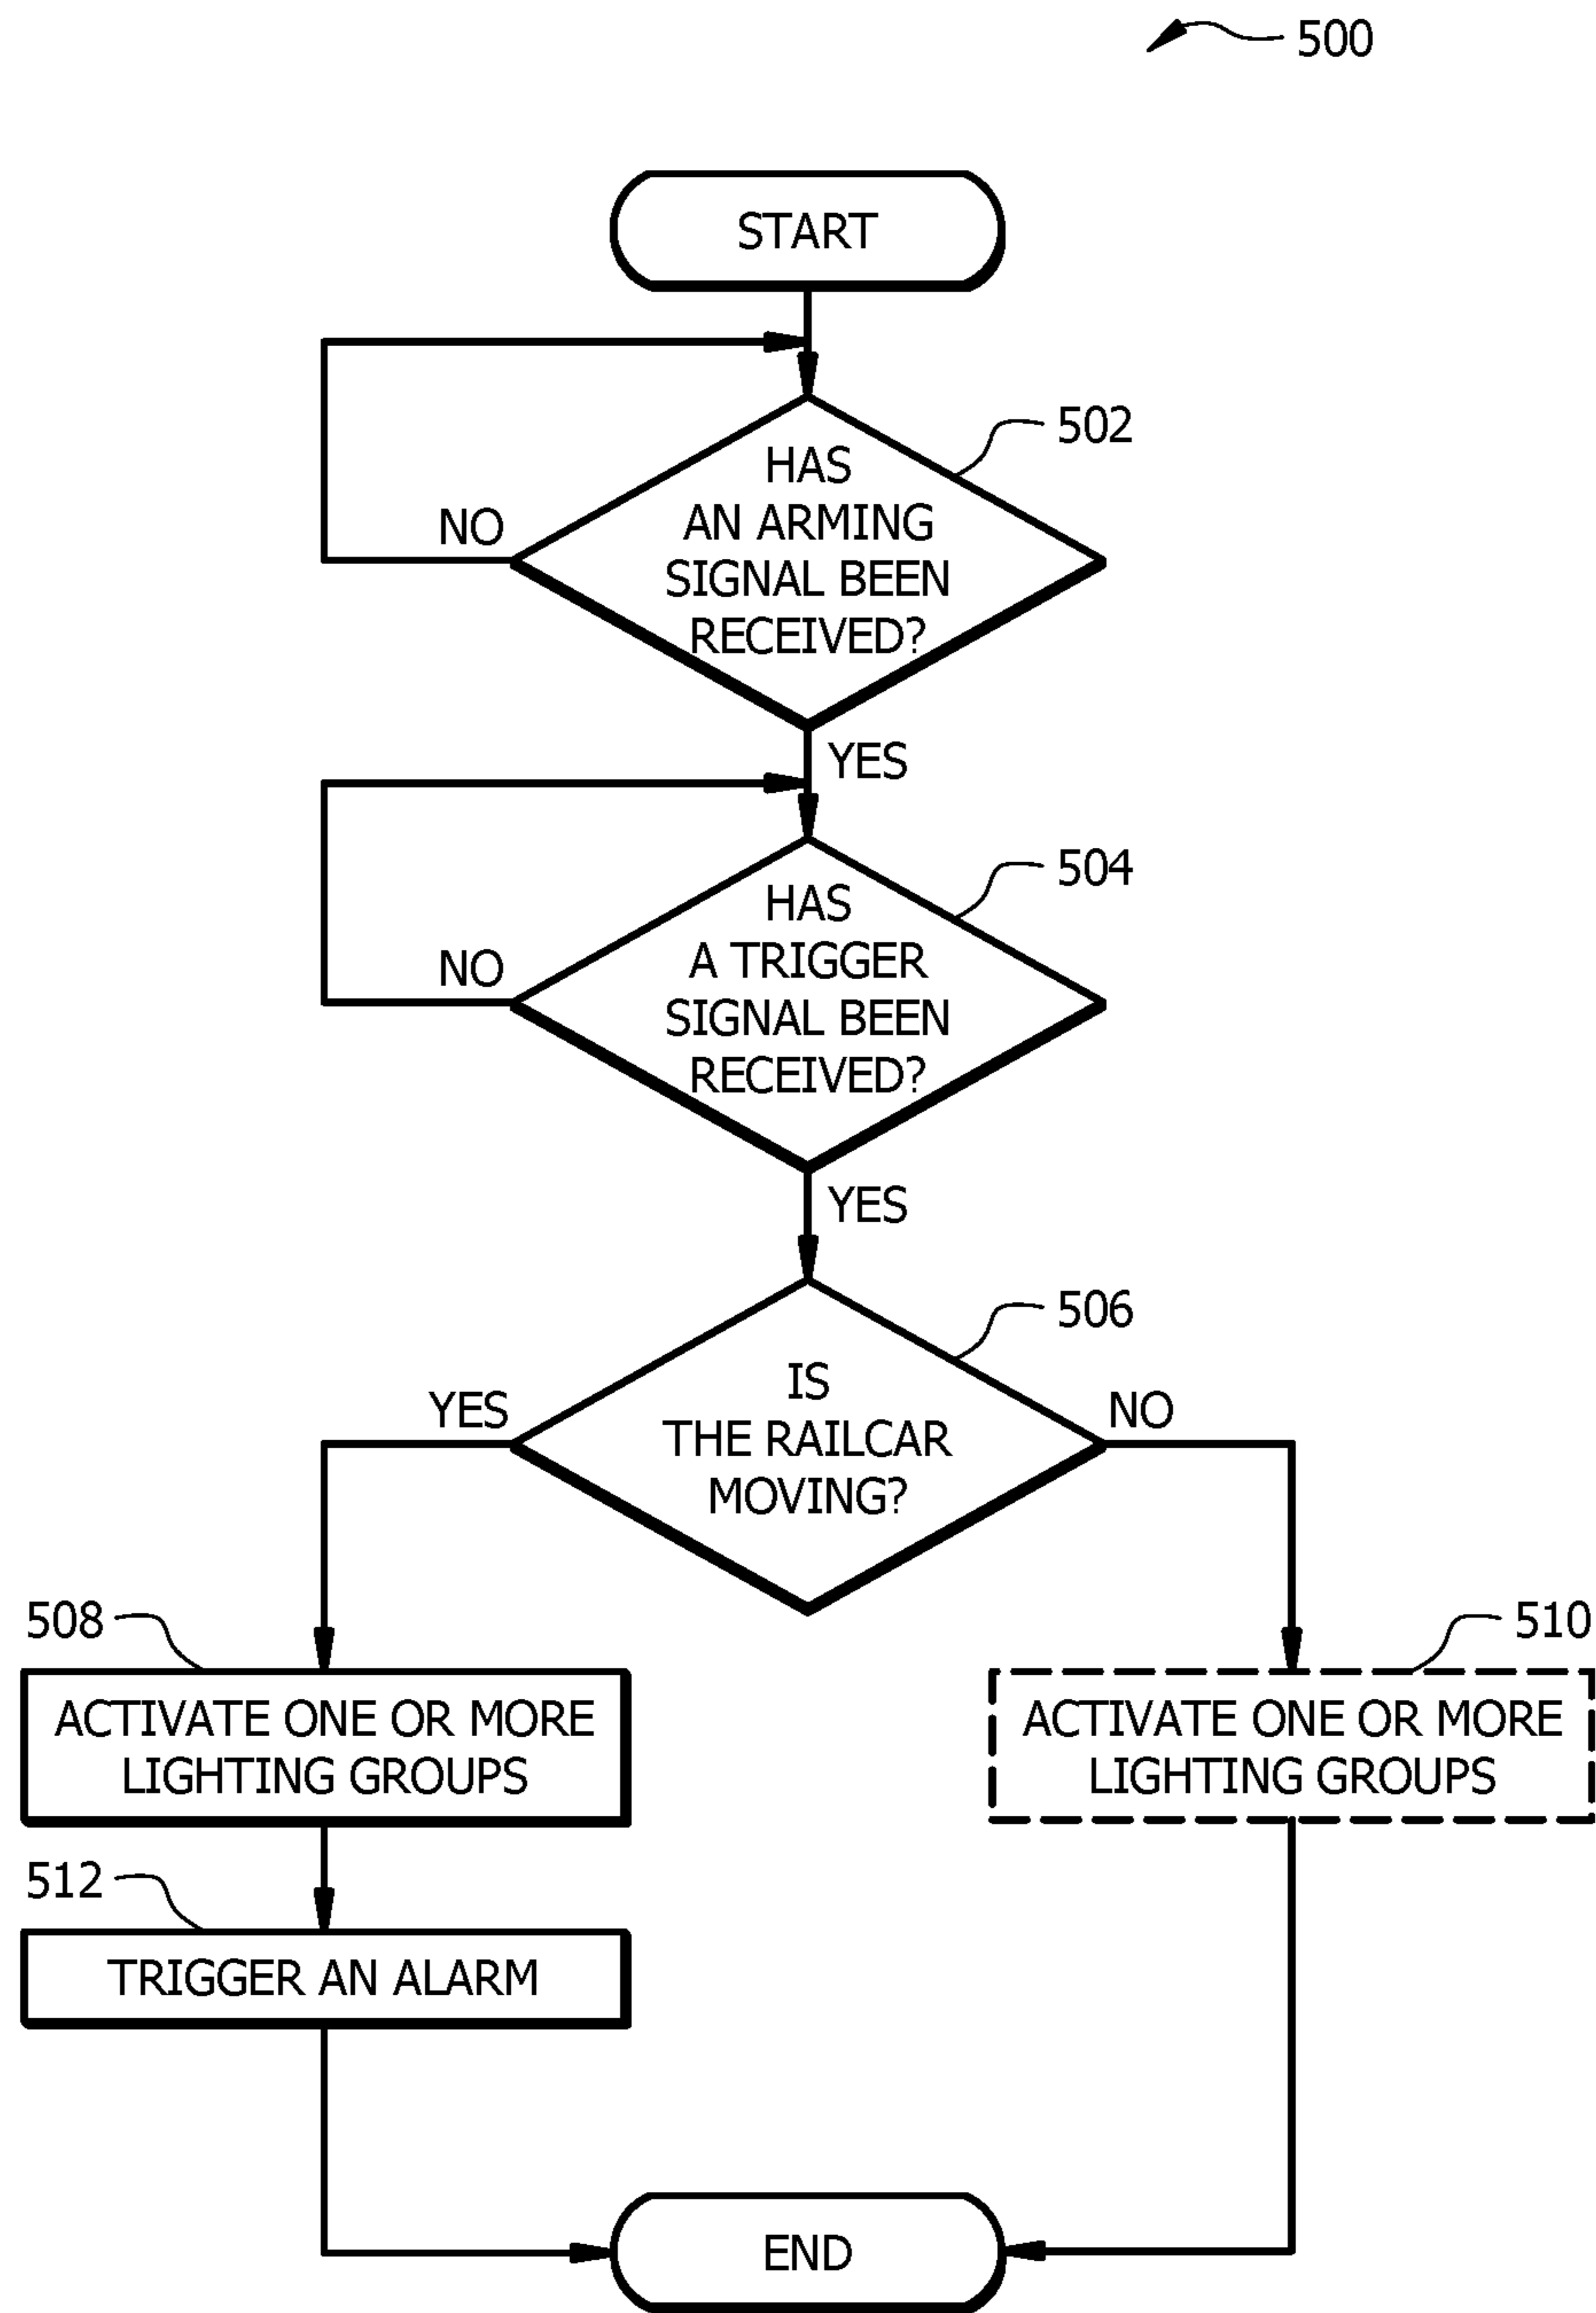 500
START
502
HAS
AN ARMING
SIGNAL BEEN
RECEIVED?
NO
YES
504
HAS
A TRIGGER
SIGNAL BEEN
RECEIVED?
NO
YES
506
IS
THE RAILCAR
MOVING?
YES
NO
508
ACTIVATE ONE OR MORE
LIGHTING GROUPS
510
ACTIVATE ONE OR MORE
LIGHTING GROUPS
512
TRIGGER AN ALARM
END